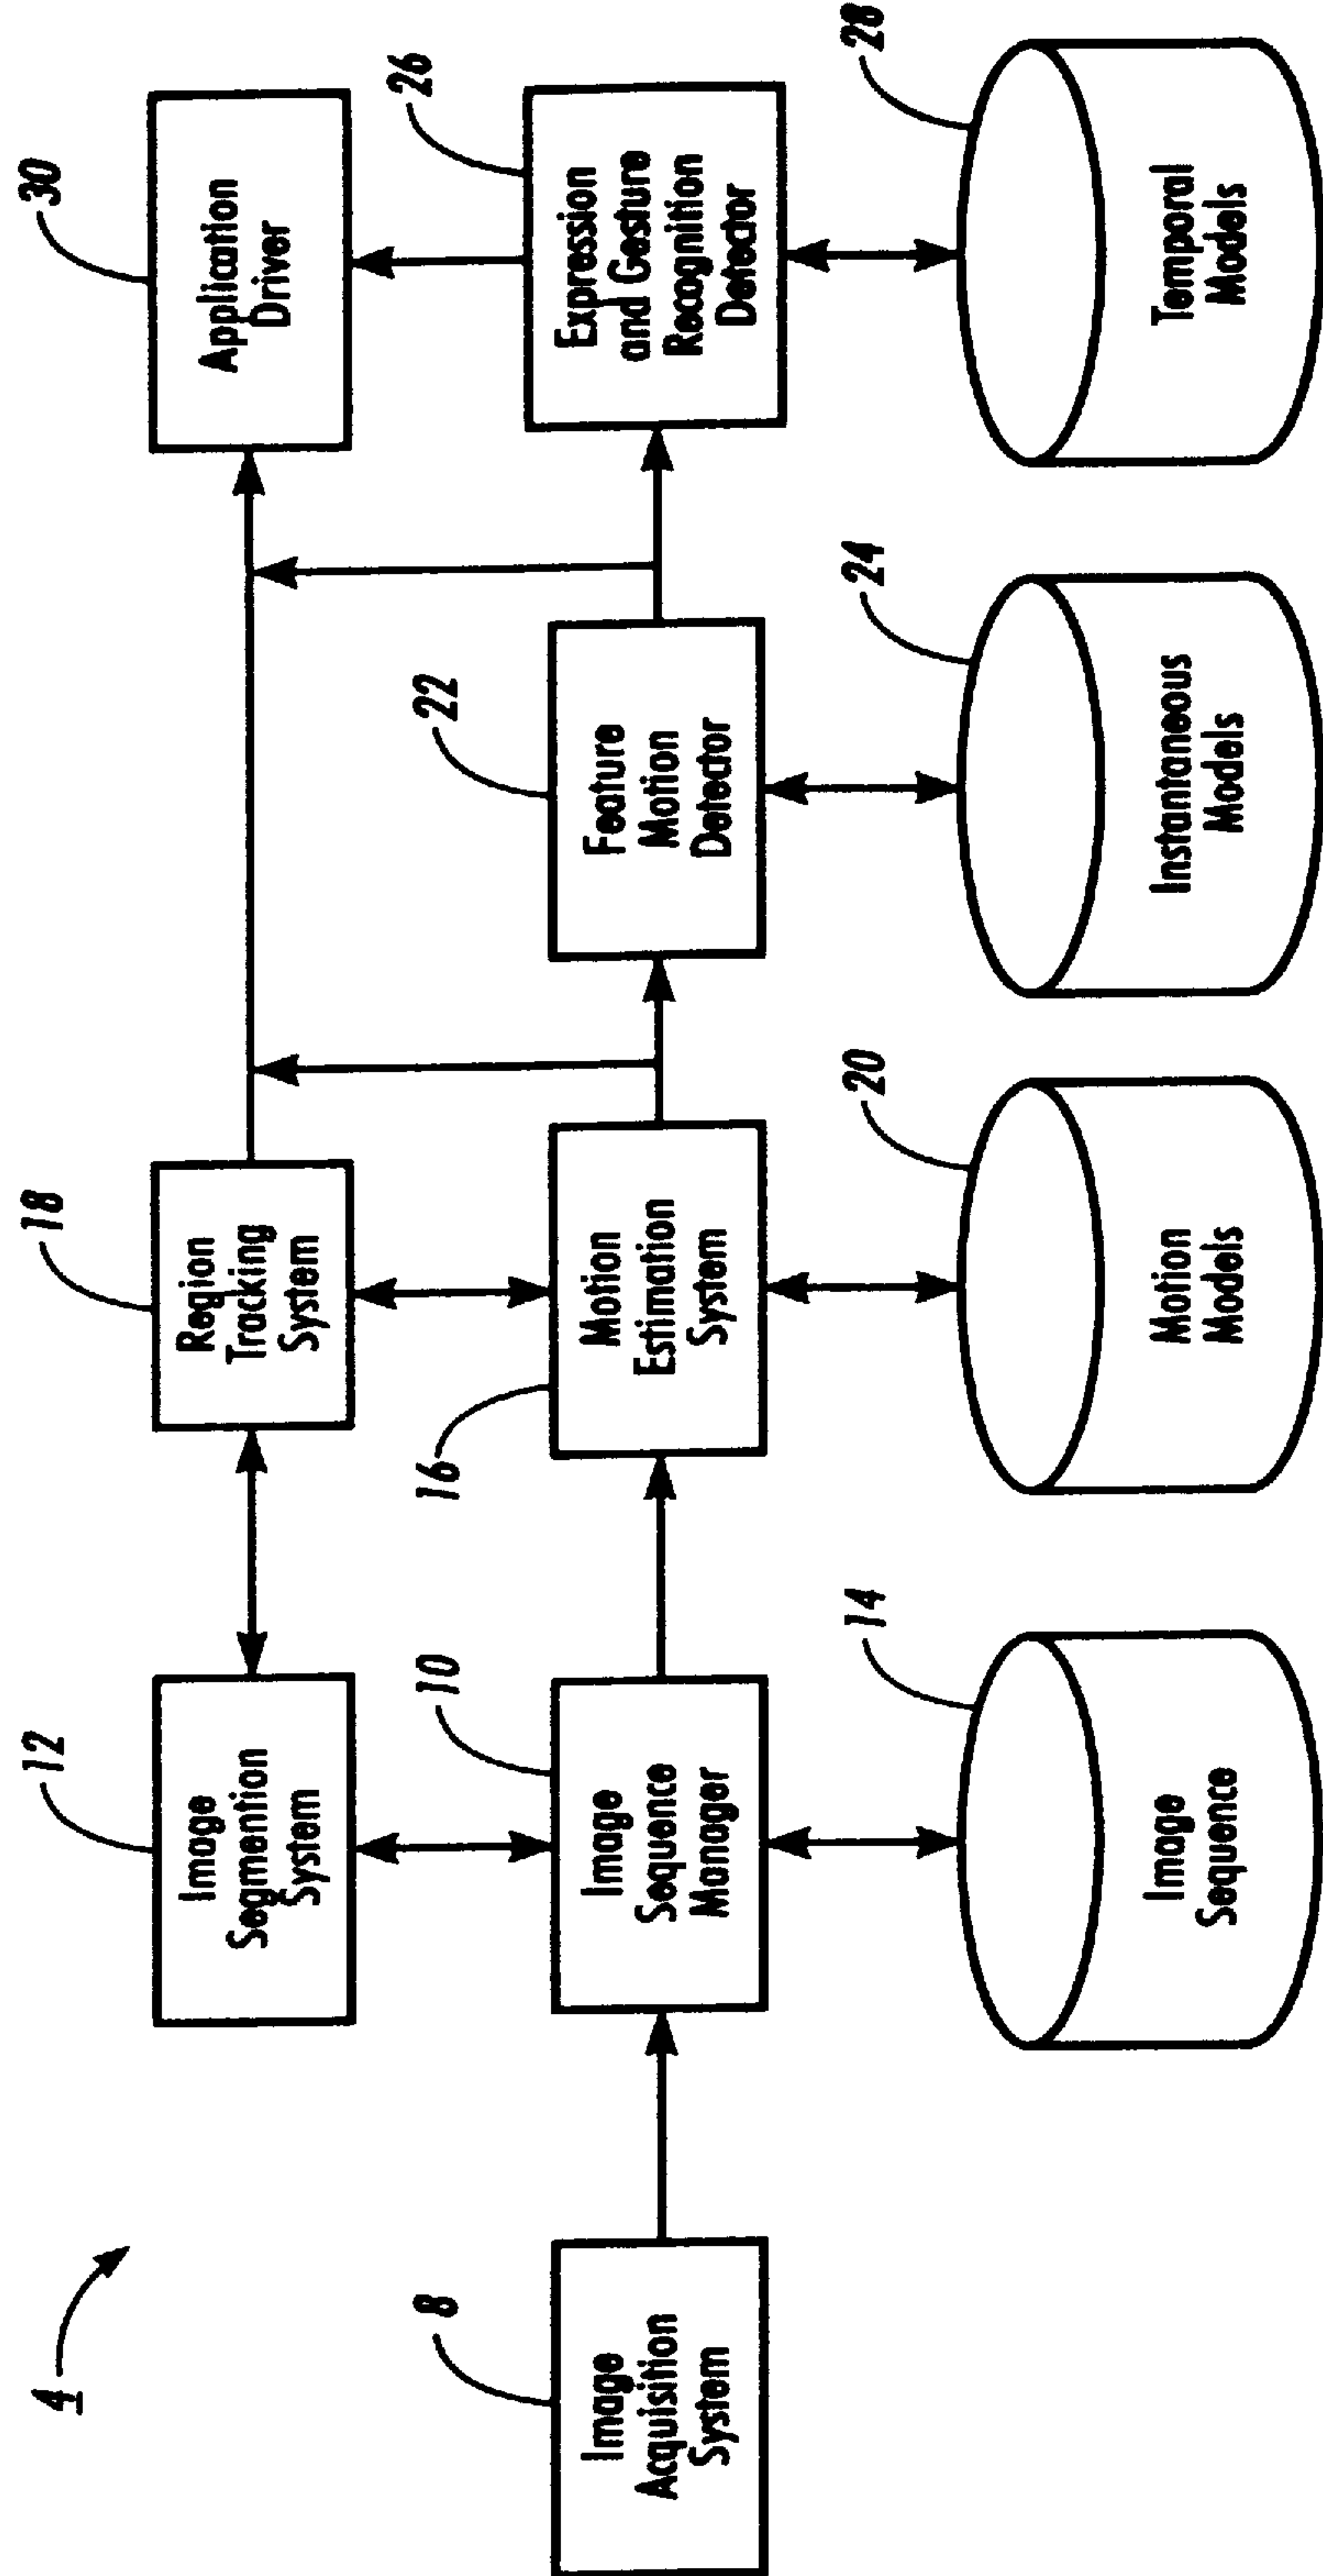 4
12
Image
Segmention
System
18
Region
Tracking
System
30
Application
Driver
8
Image
Acquisition
System
10
Image
Sequence
Manager
16
Motion
Estimation
System
22
Feature
Motion
Detector
26
Expression
and Gesture
Recognition
Detector
14
Image
Sequence
20
Motion
Models
24
Instantaneous
Models
28
Temporal
Models